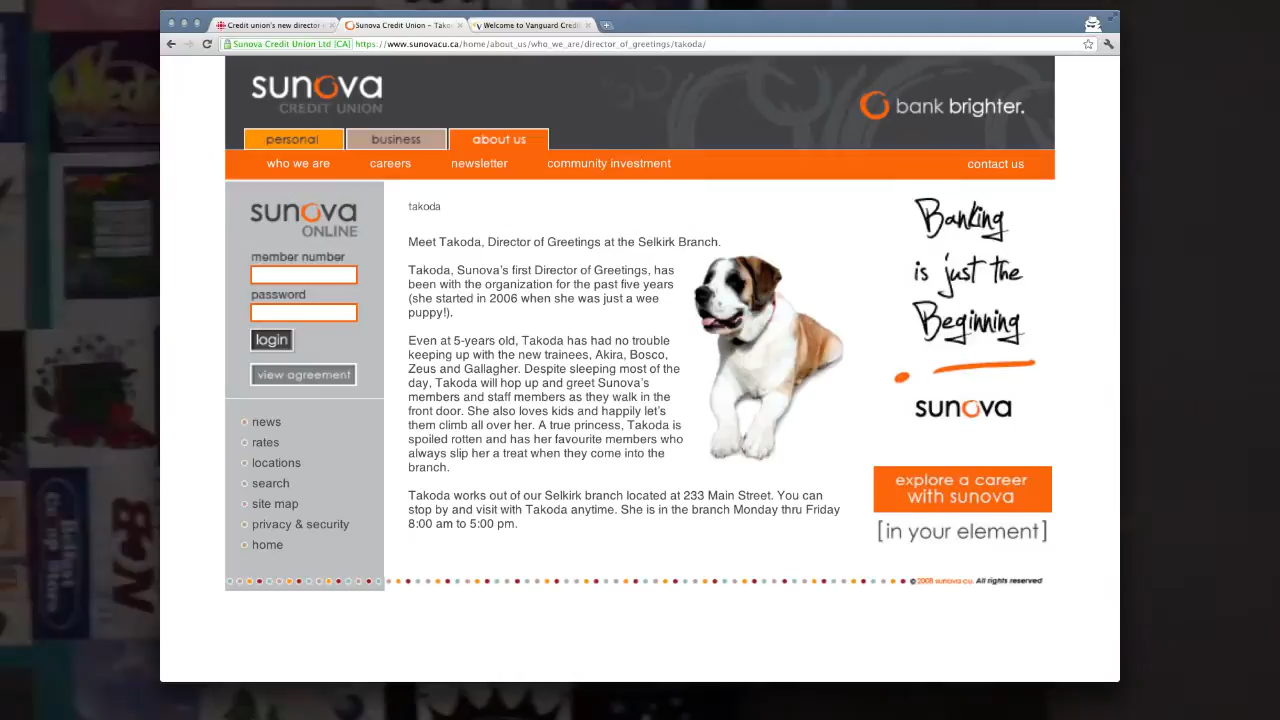 Credit union's new director
Sunova Credit Union – Tako
Welcome to Vanguard Credit
Sunova Credit Union Ltd [CA] https://www.sunovacu.ca/home/about_us/who_we_are/director_of_greetings/takoda/
sunova
CREDIT UNION
bank brighter.
personal business about us
who we are careers newsletter community investment contact us
sunova
ONLINE
member number
password
login
view agreement
news
rates
locations
search
site map
privacy & security
home
takoda
Meet Takoda, Director of Greetings at the Selkirk Branch.
Takoda, Sunova's first Director of Greetings, has
been with the organization for the past five years
(she started in 2006 when she was just a wee
puppy!).
Even at 5-years old, Takoda has had no trouble
keeping up with the new trainees, Akira, Bosco,
Zeus and Gallagher. Despite sleeping most of the
day, Takoda will hop up and greet Sunova's
members and staff members as they walk in the
front door. She also loves kids and happily let's
them climb all over her. A true princess, Takoda is
spoiled rotten and has her favourite members who
always slip her a treat when they come into the
branch.
Takoda works out of our Selkirk branch located at 233 Main Street. You can
stop by and visit with Takoda anytime. She is in the branch Monday thru Friday
8:00 am to 5:00 pm.
Banking
is just the
Beginning
sunova
explore a career
with sunova
[in your element]
©2008 sunova cu. All rights reserved